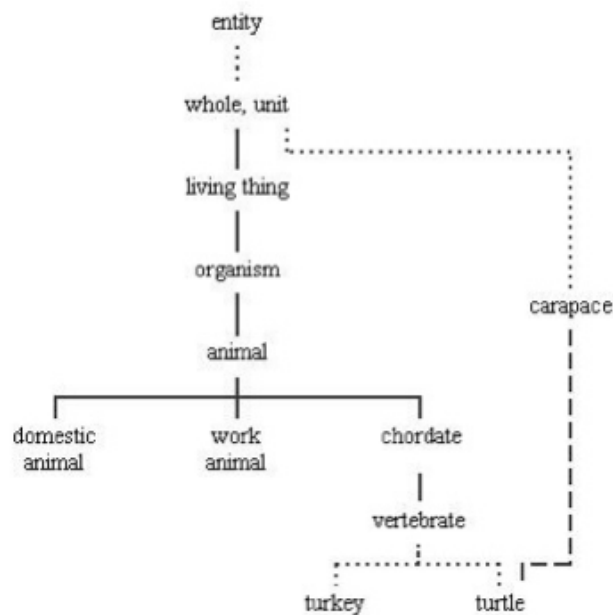 entity
whole, unit
living thing
organism
carapace
animal
domestic animal
work animal
chordate
vertebrate
turkey
turtle